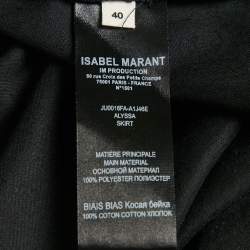 40
ISABEL MARANT
IM PRODUCTION
50 rue Croix des Petits Champs
75001 PARIS - FRANCE
N°1501
JU0016FA-A1J46E
ALYSSA
SKIRT
MATIÈRE PRINCIPALE
MAIN MATERIAL
ОСНОВНОЙ МАТЕРИАЛ
100% POLYESTER ПОЛИЭСТЕР
BIAIS BIAS Косая бейка
100% COTON COTTON ХЛОПОК